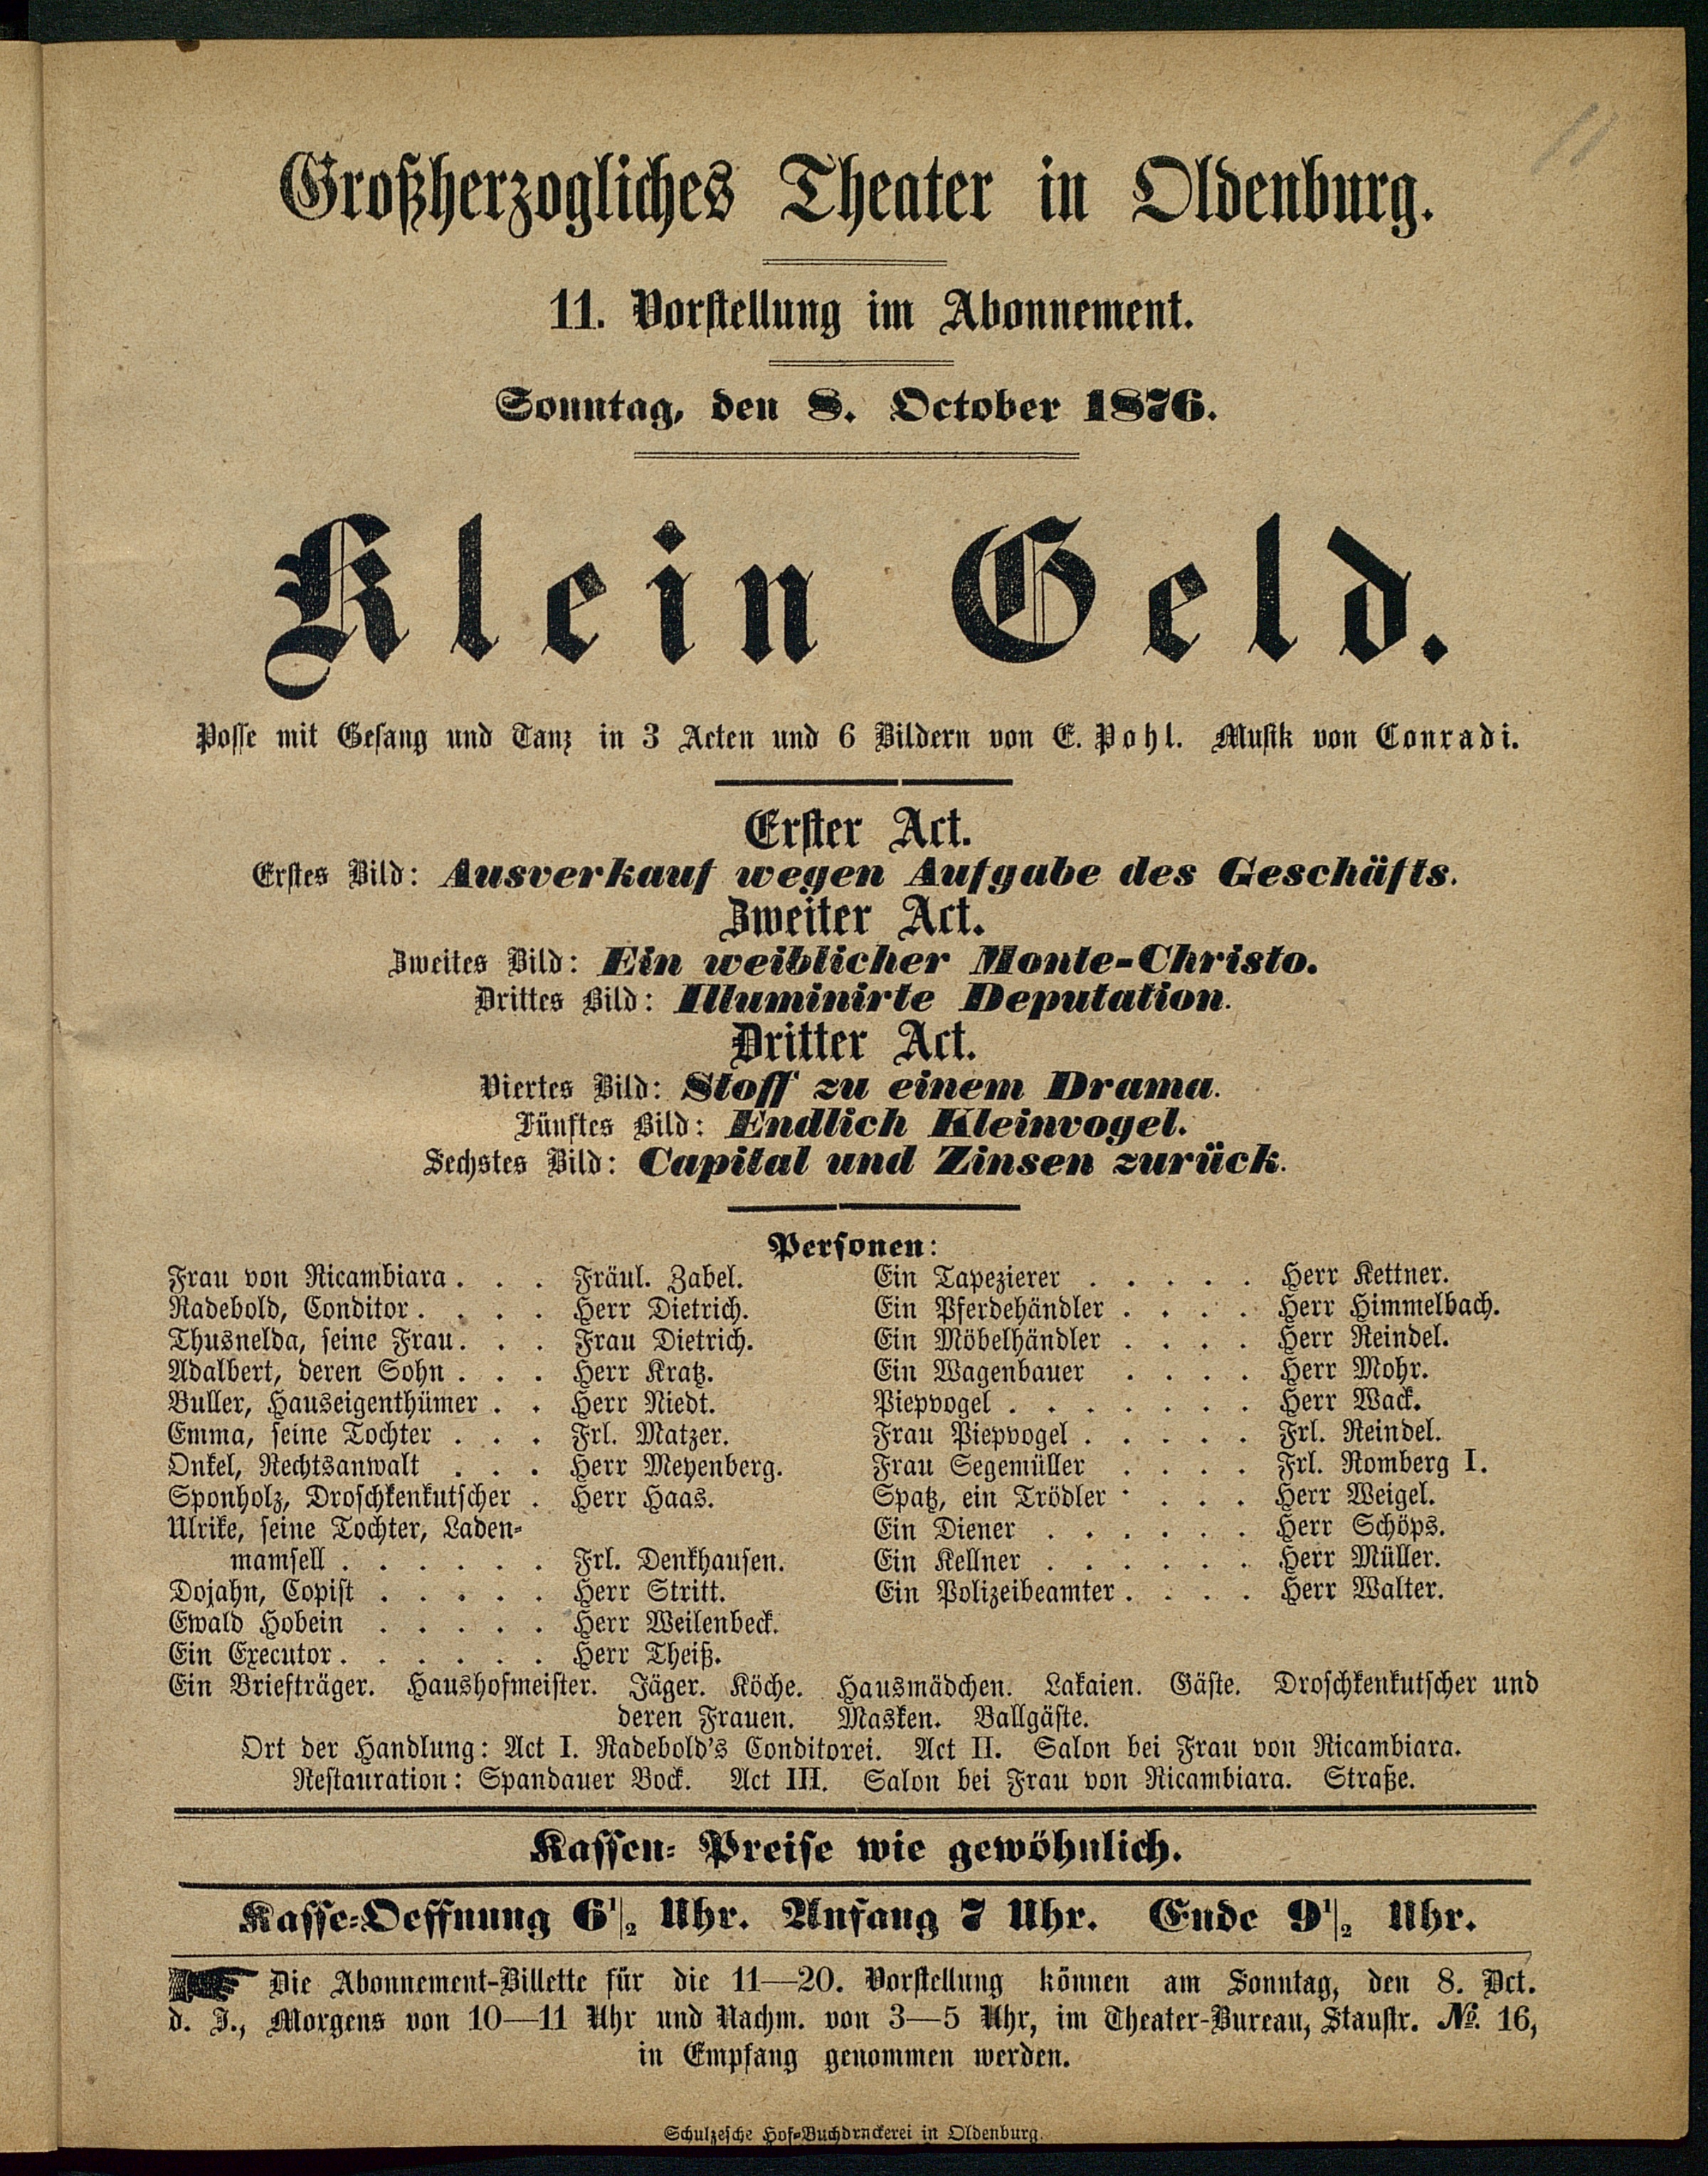 11
Großherzogliches Theater in Oldenburg.
11. Vorstellung im Abonnement.
Sonntag, den 8. October 1876.
Klein Geld.
Posse mit Gesang und Tanz in 3 Acten und 6 Bildern von E. Pohl. Musik von Conradi.
Erster Act.
Erstes Bild: Ausverkauf wegen Aufgabe des Geschäfts.
Zweiter Act.
Zweites Bild: Ein weiblicher Monte-Christo.
Drittes Bild: Illuminirte Deputation.
Dritter Act.
Viertes Bild: Stoff zu einem Drama.
Fünftes Bild: Endlich Kleinvogel.
Sechstes Bild: Capital und Zinsen zurück.
Personen:
Frau von Ricambiara . . . Fräul. Zabel.
Radebold, Conditor . . . . Herr Dietrich.
Thusnelda, seine Frau . . . Frau Dietrich.
Adalbert, deren Sohn . . . Herr Kratz.
Buller, Hauseigenthümer . . Herr Niedt.
Emma, seine Tochter . . . Frl. Matzer.
Onkel, Rechtsanwalt . . . Herr Meyenberg.
Sponholz, Droschkenkutscher . Herr Haas.
Ulrike, seine Tochter, Laden-
mamsell . . . . . . Frl. Denkhausen.
Dojahn, Copist . . . . . Herr Stritt.
Ewald Hobein . . . . . Herr Weilenbeck.
Ein Executor . . . . . . Herr Theiß.
Ein Tapezierer . . . . . Herr Kettner.
Ein Pferdehändler . . . . Herr Himmelbach.
Ein Möbelhändler . . . . Herr Reindel.
Ein Wagenbauer . . . . Herr Mohr.
Piepvogel . . . . . . . Herr Wack.
Frau Piepvogel . . . . . Frl. Reindel.
Frau Segemüller . . . . Frl. Romberg I.
Spatz, ein Trödler . . . . Herr Weigel.
Ein Diener . . . . . . Herr Schöps.
Ein Kellner . . . . . . Herr Müller.
Ein Polizeibeamter . . . . Herr Walter.
Ein Briefträger. Haushofmeister. Jäger. Köche. Hausmädchen. Lakaien. Gäste. Droschkenkutscher und
deren Frauen. Masken. Ballgäste.
Ort der Handlung: Act I. Radebold's Conditorei. Act II. Salon bei Frau von Ricambiara.
Restauration: Spandauer Bock. Act III. Salon bei Frau von Ricambiara. Straße.
Kassen-Preise wie gewöhnlich.
Kasse-Oeffnung 6 1/2 Uhr. Anfang 7 Uhr. Ende 9 1/2 Uhr.
Die Abonnement-Billette für die 11—20. Vorstellung können am Sonntag, den 8. Oct.
d. J., Morgens von 10—11 Uhr und Nachm. von 3—5 Uhr, im Theater-Bureau, Staustr. № 16,
in Empfang genommen werden.
Schulzesche Hof-Buchdruckerei in Oldenburg.